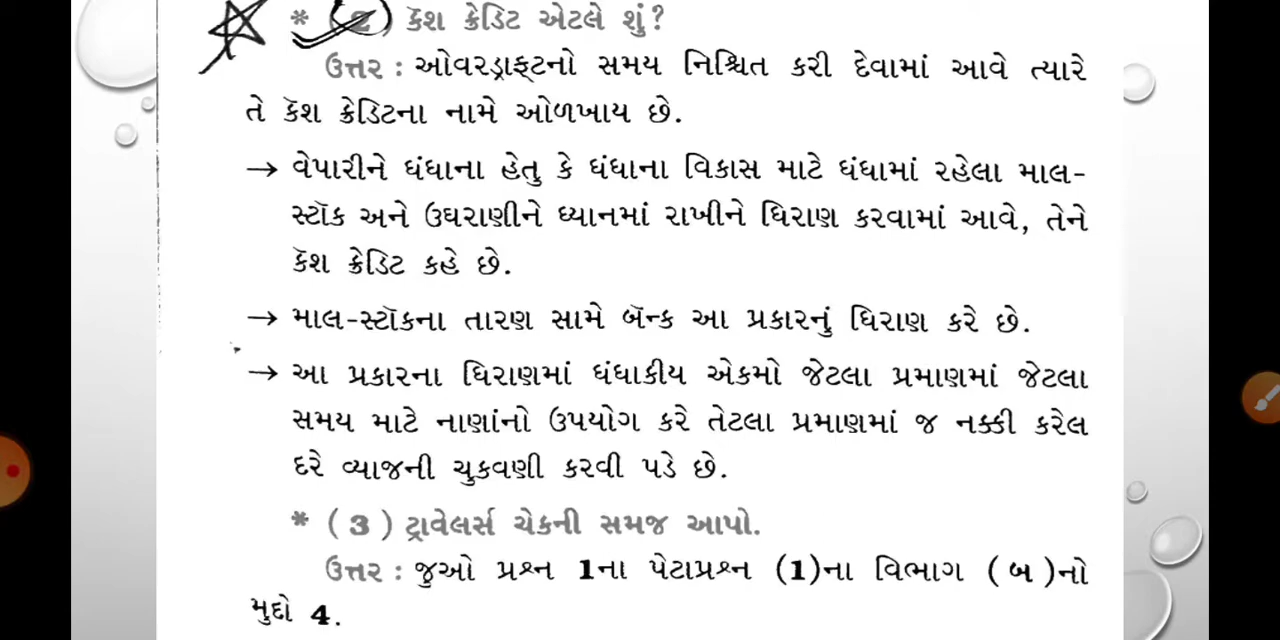 * (2) કૅશ ક્રેડિટ એટલે શું?
ઉત્તર : ઓવરડ્રાફ્ટનો સમય નિશ્ચિત કરી દેવામાં આવે ત્યારે
તે કૅશ ક્રેડિટના નામે ઓળખાય છે.
→ વેપારીને ધંધાના હેતુ કે ધંધાના વિકાસ માટે ધંધામાં રહેલા માલ-
સ્ટૉક અને ઉઘરાણીને ધ્યાનમાં રાખીને ધિરાણ કરવામાં આવે, તેને
કૅશ ક્રેડિટ કહે છે.
→ માલ-સ્ટૉકના તારણ સામે બૅન્ક આ પ્રકારનું ધિરાણ કરે છે.
→ આ પ્રકારના ધિરાણમાં ધંધાકીય એકમો જેટલા પ્રમાણમાં જેટલા
સમય માટે નાણાંનો ઉપયોગ કરે તેટલા પ્રમાણમાં જ નક્કી કરેલ
દરે વ્યાજની ચુકવણી કરવી પડે છે.
* (3) ટ્રાવેલર્સ ચેકની સમજ આપો.
ઉત્તર : જુઓ પ્રશ્ન 1ના પેટાપ્રશ્ન (1)ના વિભાગ (બ)નો
મુદ્દો 4.